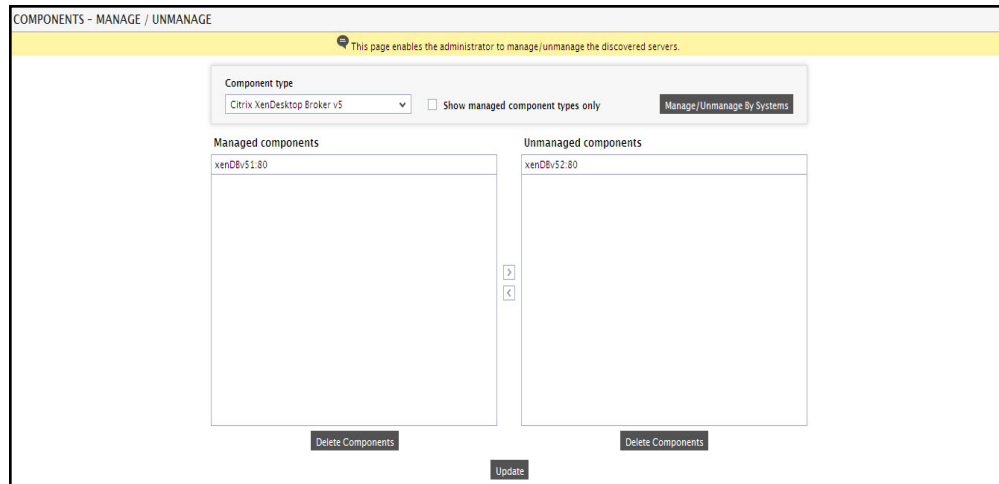 COMPONENTS - MANAGE / UNMANAGE
This page enables the administrator to manage/unmanage the discovered servers.
Component type
Citrix XenDesktop Broker v5
Show managed component types only
Manage/Unmanage By Systems
Managed components
Unmanaged components
xenDBv51:80
xenDBv52:80
>
<
Delete Components
Delete Components
Update